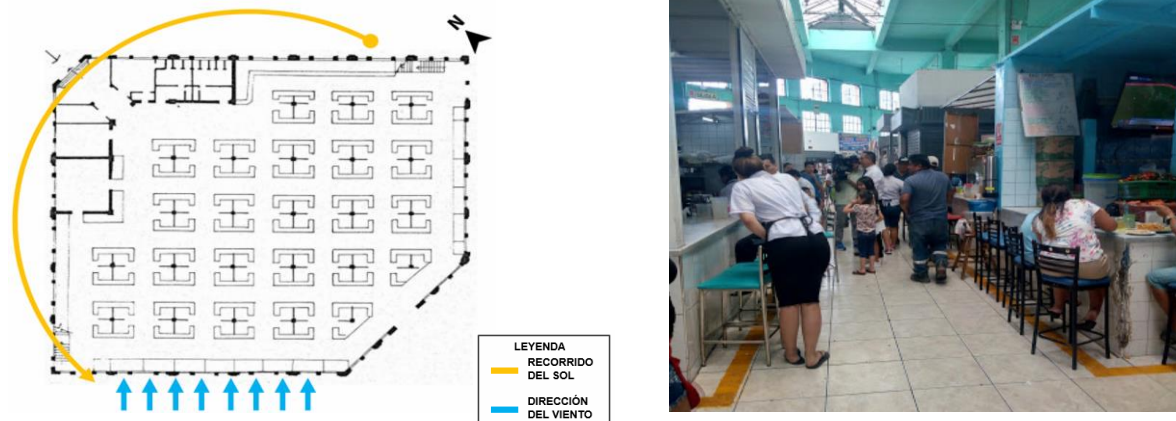 N
LEYENDA
RECORRIDO
DEL SOL
DIRECCIÓN
DEL VIENTO